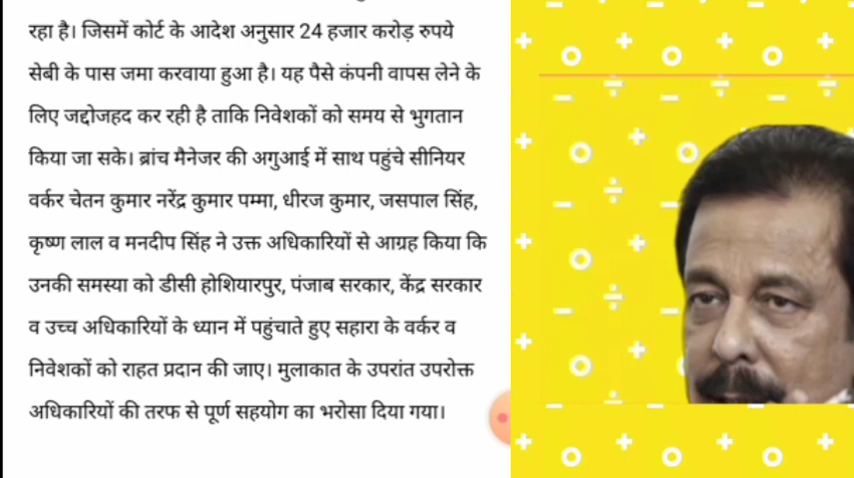 रहा है। जिसमें कोर्ट के आदेश अनुसार 24 हजार करोड़ रुपये
सेबी के पास जमा करवाया हुआ है। यह पैसे कंपनी वापस लेने के
लिए जद्दोजहद कर रही है ताकि निवेशकों को समय से भुगतान
किया जा सके। ब्रांच मैनेजर की अगुआई में साथ पहुंचे सीनियर
वर्कर चेतन कुमार नरेंद्र कुमार पम्मा, धीरज कुमार, जसपाल सिंह,
कृष्ण लाल व मनदीप सिंह ने उक्त अधिकारियों से आग्रह किया कि
उनकी समस्या को डीसी होशियारपुर, पंजाब सरकार, केंद्र सरकार
व उच्च अधिकारियों के ध्यान में पहुंचाते हुए सहारा के वर्कर व
निवेशकों को राहत प्रदान की जाए। मुलाकात के उपरांत उपरोक्त
अधिकारियों की तरफ से पूर्ण सहयोग का भरोसा दिया गया।